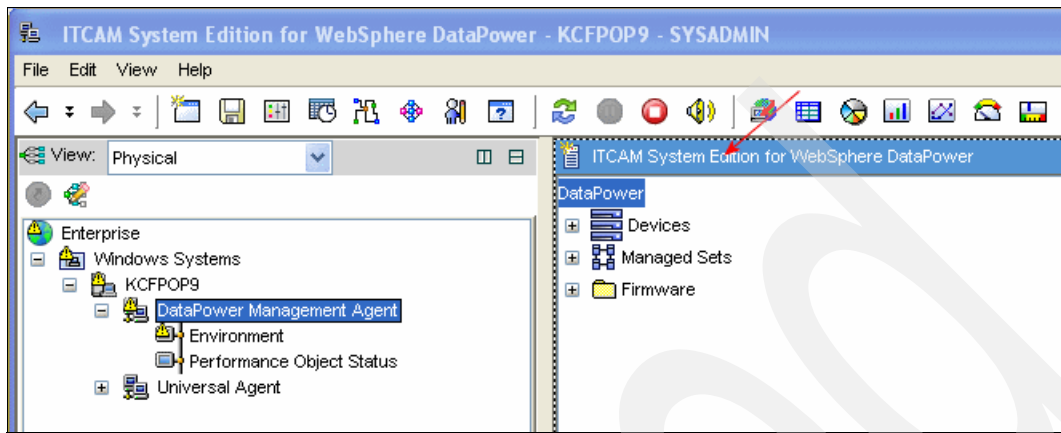 ITCAM System Edition for WebSphere DataPower - KCFPOP9 - SYSADMIN
File Edit View Help
View: Physical
Enterprise
Windows Systems
KCFPOP9
DataPower Management Agent
Environment
Performance Object Status
Universal Agent
ITCAM System Edition for WebSphere DataPower
DataPower
Devices
Managed Sets
Firmware